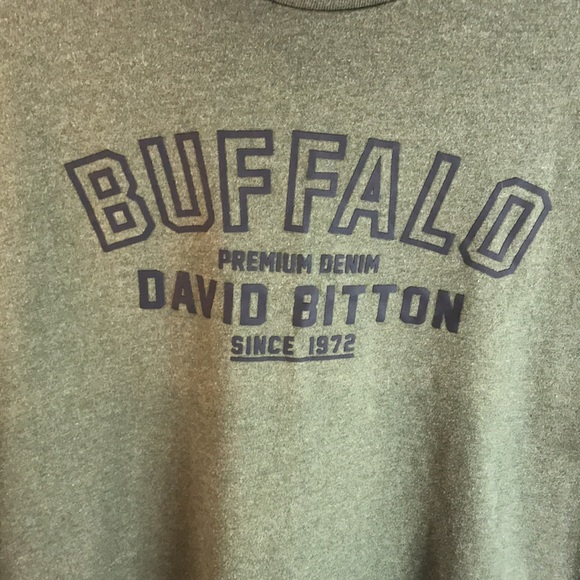 BUFFALO
PREMIUM DENIM
DAVID BITTON
SINCE 1972